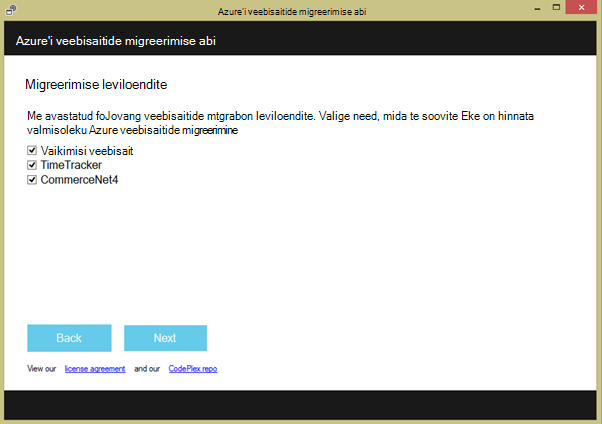 Azure'i veebisaitide migreerimise abi
Azure'i veebisaitide migreerimise abi
Migreerimise leviloendite
Me avastatud foJovang veebisaitide mtgrabon leviloendite. Valige need, mida te soovite Eke on hinnata
valmisoleku Azure veebisaitide migreerimine
Vaikimisi veebisait
TimeTracker
CommerceNet4
Back Next
View our license agreement and our CodePlex repo